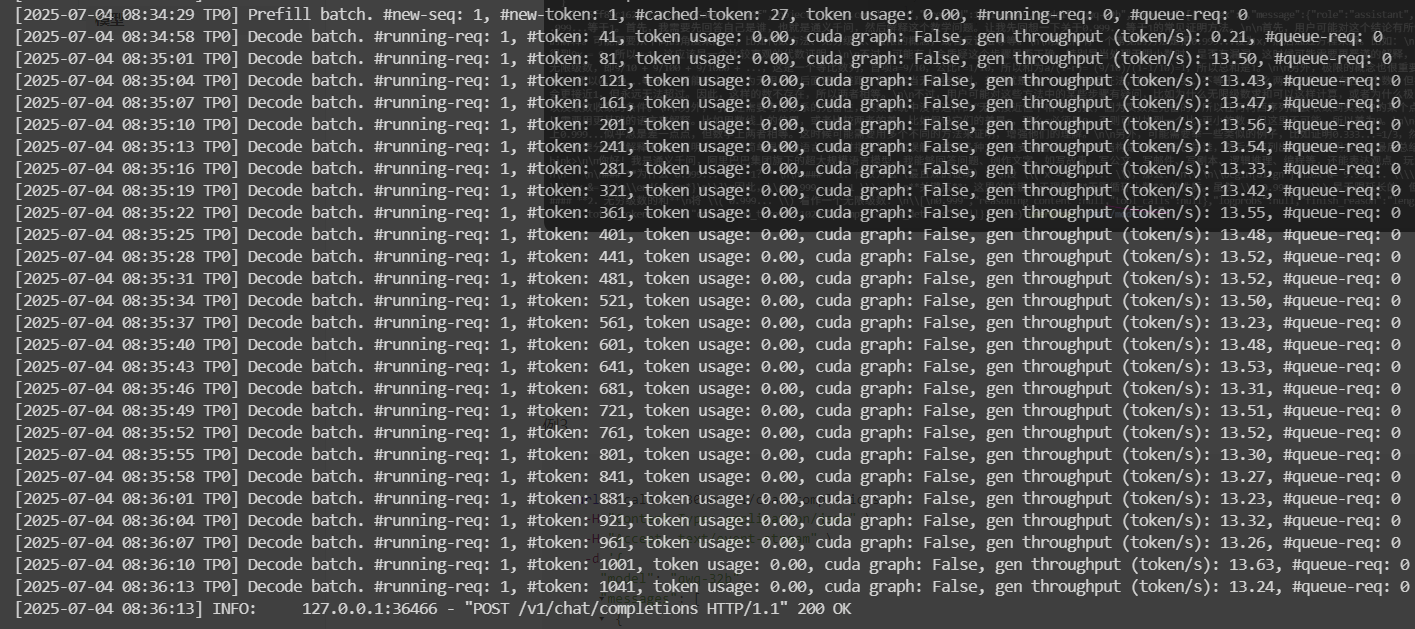 [2025-07-04 08:34:29 TP0] Prefill batch. #new-seq: 1, #new-token: 1, #cached-token: 27, token usage: 0.00, #running-req: 0, #queue-req: 0
[2025-07-04 08:34:58 TP0] Decode batch. #running-req: 1, #token: 41, token usage: 0.00, cuda graph: False, gen throughput (token/s): 0.21, #queue-req: 0
[2025-07-04 08:35:01 TP0] Decode batch. #running-req: 1, #token: 81, token usage: 0.00, cuda graph: False, gen throughput (token/s): 13.50, #queue-req: 0
[2025-07-04 08:35:04 TP0] Decode batch. #running-req: 1, #token: 121, token usage: 0.00, cuda graph: False, gen throughput (token/s): 13.43, #queue-req: 0
[2025-07-04 08:35:07 TP0] Decode batch. #running-req: 1, #token: 161, token usage: 0.00, cuda graph: False, gen throughput (token/s): 13.47, #queue-req: 0
[2025-07-04 08:35:10 TP0] Decode batch. #running-req: 1, #token: 201, token usage: 0.00, cuda graph: False, gen throughput (token/s): 13.56, #queue-req: 0
[2025-07-04 08:35:13 TP0] Decode batch. #running-req: 1, #token: 241, token usage: 0.00, cuda graph: False, gen throughput (token/s): 13.54, #queue-req: 0
[2025-07-04 08:35:16 TP0] Decode batch. #running-req: 1, #token: 281, token usage: 0.00, cuda graph: False, gen throughput (token/s): 13.33, #queue-req: 0
[2025-07-04 08:35:19 TP0] Decode batch. #running-req: 1, #token: 321, token usage: 0.00, cuda graph: False, gen throughput (token/s): 13.42, #queue-req: 0
[2025-07-04 08:35:22 TP0] Decode batch. #running-req: 1, #token: 361, token usage: 0.00, cuda graph: False, gen throughput (token/s): 13.55, #queue-req: 0
[2025-07-04 08:35:25 TP0] Decode batch. #running-req: 1, #token: 401, token usage: 0.00, cuda graph: False, gen throughput (token/s): 13.48, #queue-req: 0
[2025-07-04 08:35:28 TP0] Decode batch. #running-req: 1, #token: 441, token usage: 0.00, cuda graph: False, gen throughput (token/s): 13.52, #queue-req: 0
[2025-07-04 08:35:31 TP0] Decode batch. #running-req: 1, #token: 481, token usage: 0.00, cuda graph: False, gen throughput (token/s): 13.52, #queue-req: 0
[2025-07-04 08:35:34 TP0] Decode batch. #running-req: 1, #token: 521, token usage: 0.00, cuda graph: False, gen throughput (token/s): 13.50, #queue-req: 0
[2025-07-04 08:35:37 TP0] Decode batch. #running-req: 1, #token: 561, token usage: 0.00, cuda graph: False, gen throughput (token/s): 13.23, #queue-req: 0
[2025-07-04 08:35:40 TP0] Decode batch. #running-req: 1, #token: 601, token usage: 0.00, cuda graph: False, gen throughput (token/s): 13.48, #queue-req: 0
[2025-07-04 08:35:43 TP0] Decode batch. #running-req: 1, #token: 641, token usage: 0.00, cuda graph: False, gen throughput (token/s): 13.53, #queue-req: 0
[2025-07-04 08:35:46 TP0] Decode batch. #running-req: 1, #token: 681, token usage: 0.00, cuda graph: False, gen throughput (token/s): 13.31, #queue-req: 0
[2025-07-04 08:35:49 TP0] Decode batch. #running-req: 1, #token: 721, token usage: 0.00, cuda graph: False, gen throughput (token/s): 13.51, #queue-req: 0
[2025-07-04 08:35:52 TP0] Decode batch. #running-req: 1, #token: 761, token usage: 0.00, cuda graph: False, gen throughput (token/s): 13.52, #queue-req: 0
[2025-07-04 08:35:55 TP0] Decode batch. #running-req: 1, #token: 801, token usage: 0.00, cuda graph: False, gen throughput (token/s): 13.30, #queue-req: 0
[2025-07-04 08:35:58 TP0] Decode batch. #running-req: 1, #token: 841, token usage: 0.00, cuda graph: False, gen throughput (token/s): 13.27, #queue-req: 0
[2025-07-04 08:36:01 TP0] Decode batch. #running-req: 1, #token: 881, token usage: 0.00, cuda graph: False, gen throughput (token/s): 13.23, #queue-req: 0
[2025-07-04 08:36:04 TP0] Decode batch. #running-req: 1, #token: 921, token usage: 0.00, cuda graph: False, gen throughput (token/s): 13.32, #queue-req: 0
[2025-07-04 08:36:07 TP0] Decode batch. #running-req: 1, #token: 961, token usage: 0.00, cuda graph: False, gen throughput (token/s): 13.26, #queue-req: 0
[2025-07-04 08:36:10 TP0] Decode batch. #running-req: 1, #token: 1001, token usage: 0.00, cuda graph: False, gen throughput (token/s): 13.63, #queue-req: 0
[2025-07-04 08:36:13 TP0] Decode batch. #running-req: 1, #token: 1041, token usage: 0.00, cuda graph: False, gen throughput (token/s): 13.24, #queue-req: 0
[2025-07-04 08:36:13] INFO:     127.0.0.1:36466 - "POST /v1/chat/completions HTTP/1.1" 200 OK